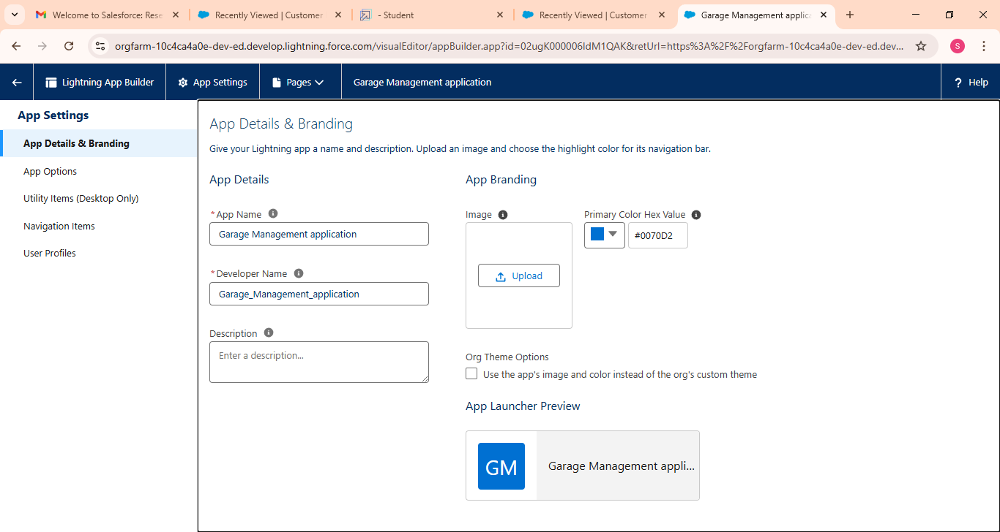 Welcome to Salesforce: Rese
Recently Viewed | Customer
- Student
Recently Viewed | Customer
Garage Management applica
orgfarm-10c4ca4a0e-dev-ed.develop.lightning.force.com/visualEditor/appBuilder.app?id=02ugK000006IdM1QAK&retUrl=https%3A%2F%2Forgfarm-10c4ca4a0e-dev-ed.dev...
S
Lightning App Builder
App Settings
Pages
Garage Management application
? Help
App Settings
App Details & Branding
App Options
Utility Items (Desktop Only)
Navigation Items
User Profiles
App Details & Branding
Give your Lightning app a name and description. Upload an image and choose the highlight color for its navigation bar.
App Details
*App Name
Garage Management application
*Developer Name
Garage_Management_application
Description
Enter a description...
App Branding
Image
Upload
Primary Color Hex Value
#0070D2
Org Theme Options
Use the app's image and color instead of the org's custom theme
App Launcher Preview
GM
Garage Management appli...